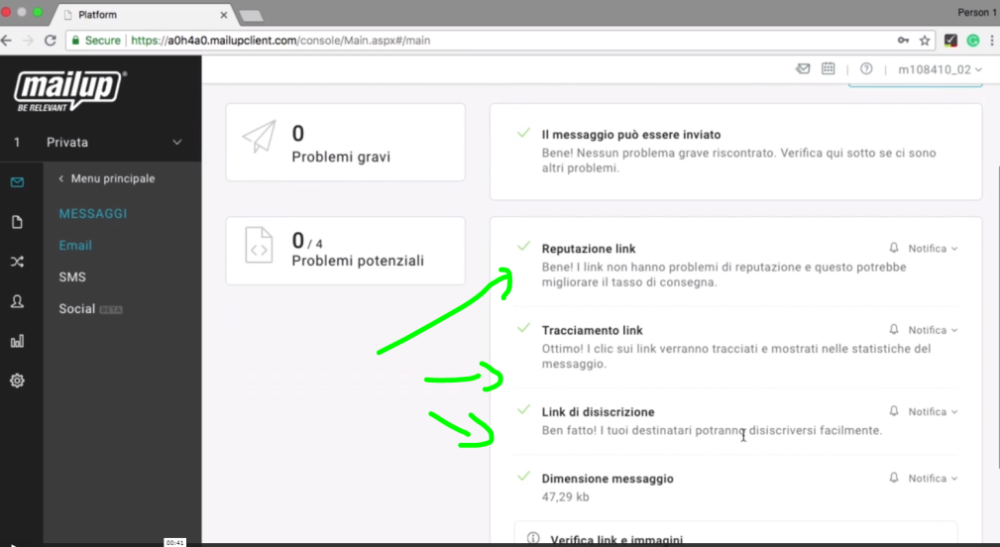 Platform
Person 1
Secure https://a0h4a0.mailupclient.com/console/Main.aspx#/main
mailup®
BE RELEVANT
m108410_02
1 Privata
Menu principale
MESSAGGI
Email
SMS
Social BETA
0
Problemi gravi
0 / 4
Problemi potenziali
Il messaggio può essere inviato
Bene! Nessun problema grave riscontrato. Verifica qui sotto se ci sono
altri problemi.
Reputazione link
Notifica
Bene! I link non hanno problemi di reputazione e questo potrebbe
migliorare il tasso di consegna.
Tracciamento link
Notifica
Ottimo! I clic sui link verranno tracciati e mostrati nelle statistiche del
messaggio.
Link di disiscrizione
Notifica
Ben fatto! I tuoi destinatari potranno disiscriversi facilmente.
Dimensione messaggio
Notifica
47,29 kb
Verifica link e immagini
00:41